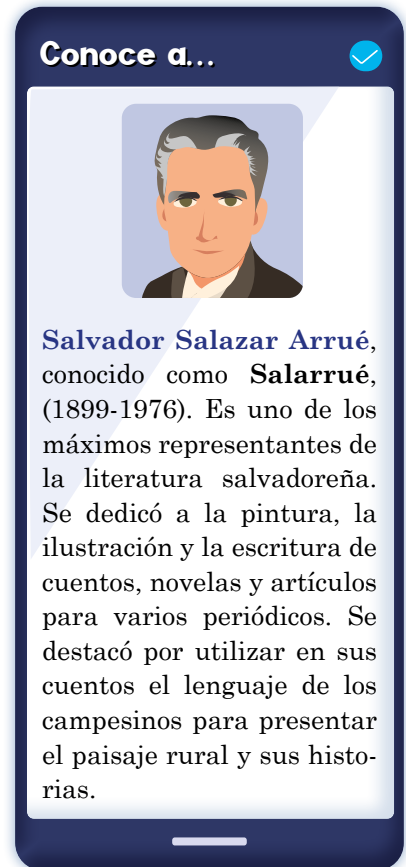 Conoce a...
Salvador Salazar Arrué,
conocido como Salarrué,
(1899-1976). Es uno de los
máximos representantes de
la literatura salvadoreña.
Se dedicó a la pintura, la
ilustración y la escritura de
cuentos, novelas y artículos
para varios periódicos. Se
destacó por utilizar en sus
cuentos el lenguaje de los
campesinos para presentar
el paisaje rural y sus histo-
rias.